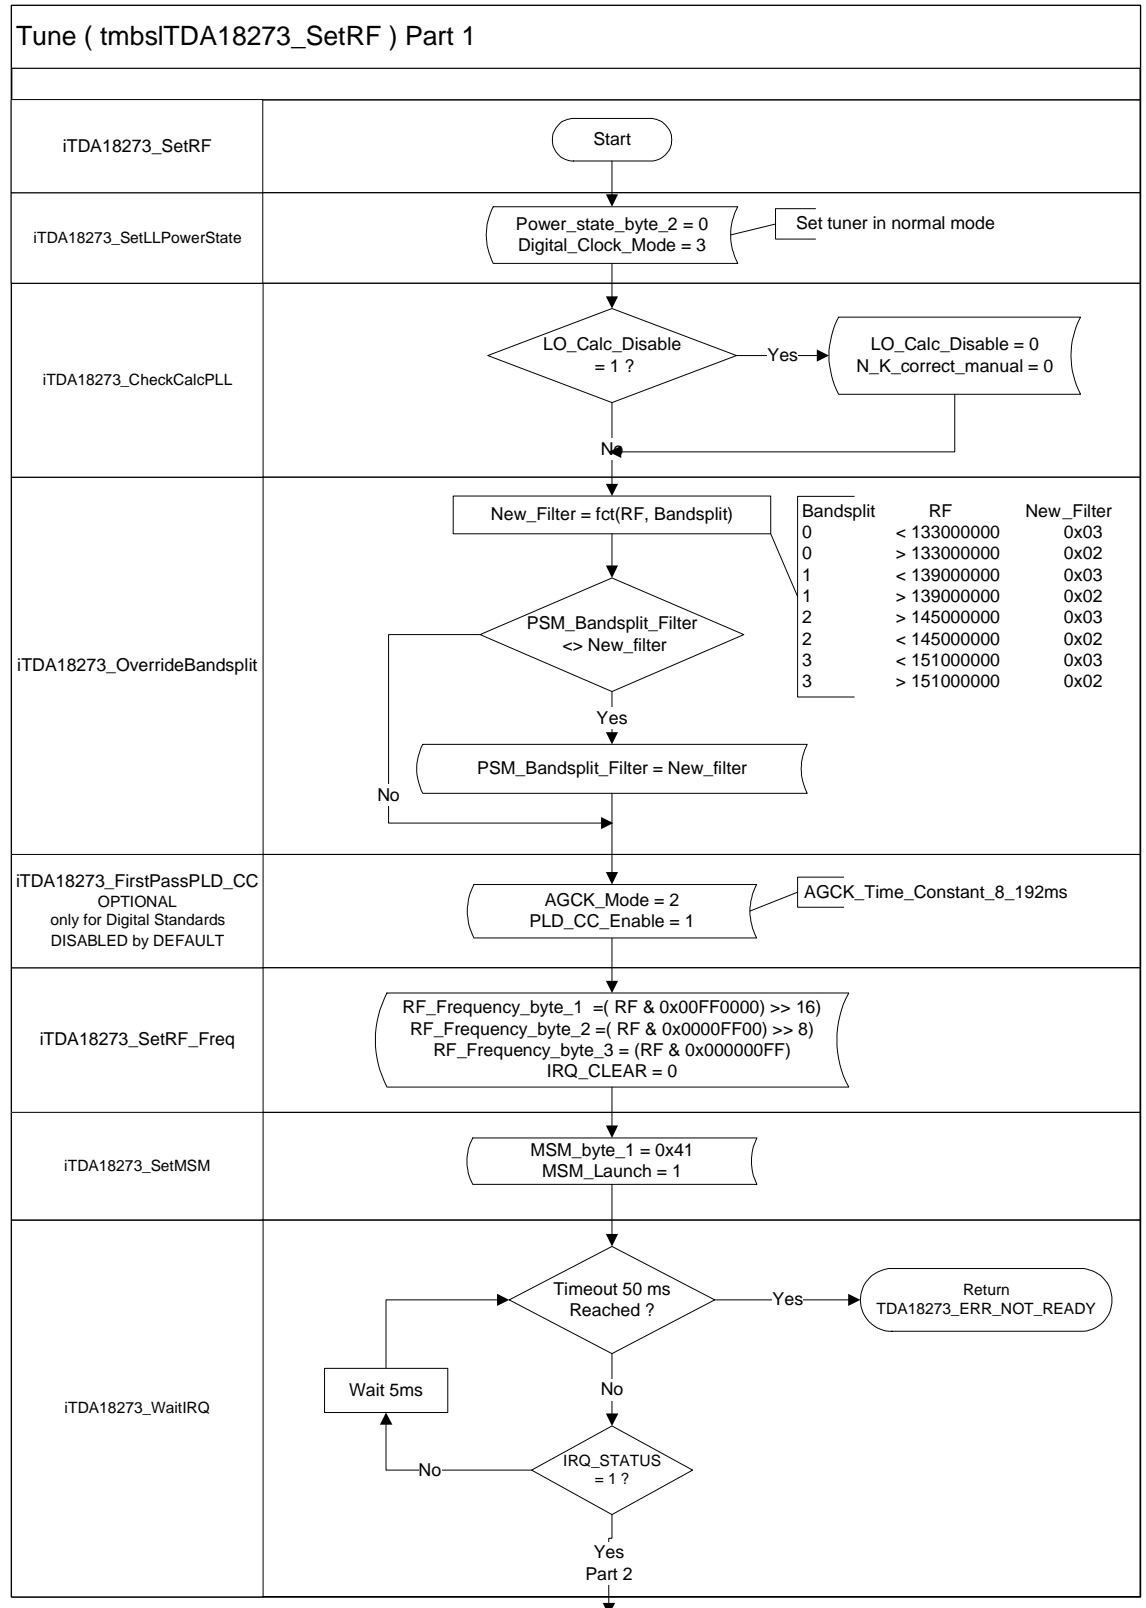 Tune ( tmbslTDA18273_SetRF ) Part 1
iTDA18273_SetRF
Start
iTDA18273_SetLLPowerState
Power_state_byte_2 = 0
Digital_Clock_Mode = 3
Set tuner in normal mode
iTDA18273_CheckCalcPLL
LO_Calc_Disable
= 1 ?
Yes
LO_Calc_Disable = 0
N_K_correct_manual = 0
No
iTDA18273_OverrideBandsplit
New_Filter = fct(RF, Bandsplit)
Bandsplit RF New_Filter
0 < 133000000 0x03
0 > 133000000 0x02
1 < 139000000 0x03
1 > 139000000 0x02
2 > 145000000 0x03
2 < 145000000 0x02
3 < 151000000 0x03
3 > 151000000 0x02
PSM_Bandsplit_Filter
<> New_filter
Yes
PSM_Bandsplit_Filter = New_filter
No
iTDA18273_FirstPassPLD_CC
OPTIONAL
only for Digital Standards
DISABLED by DEFAULT
AGCK_Mode = 2
PLD_CC_Enable = 1
AGCK_Time_Constant_8_192ms
iTDA18273_SetRF_Freq
RF_Frequency_byte_1 =( RF & 0x00FF0000) >> 16)
RF_Frequency_byte_2 =( RF & 0x0000FF00) >> 8)
RF_Frequency_byte_3 = (RF & 0x000000FF)
IRQ_CLEAR = 0
iTDA18273_SetMSM
MSM_byte_1 = 0x41
MSM_Launch = 1
iTDA18273_WaitIRQ
Timeout 50 ms
Reached ?
Yes
Return
TDA18273_ERR_NOT_READY
Wait 5ms
No
IRQ_STATUS
= 1 ?
No
Yes
Part 2